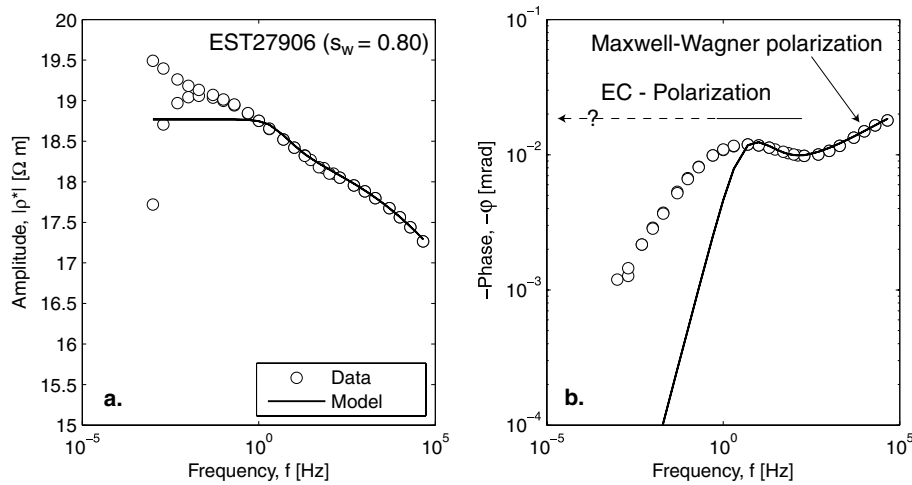 EST27906 (s_w = 0.80)
20
19.5
19
18.5
18
17.5
17
16.5
16
15.5
15
Amplitude, |ρ*| [Ω m]
a.
Data
Model
10^-5
10^0
10^5
Frequency, f [Hz]
Maxwell-Wagner polarization
EC - Polarization
?
10^-1
10^-2
10^-3
10^-4
−Phase, −φ [mrad]
b.
10^-5
10^0
10^5
Frequency, f [Hz]